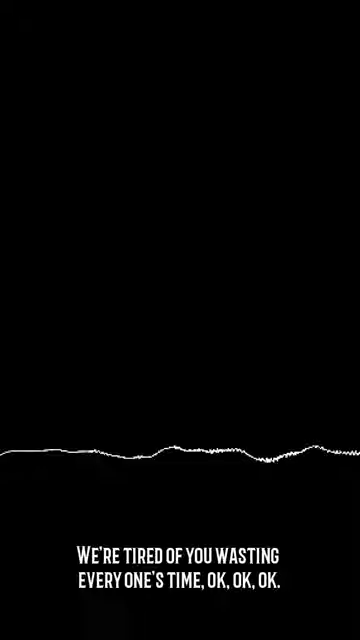 We're tired of you wasting
every one's time, ok, ok, ok.